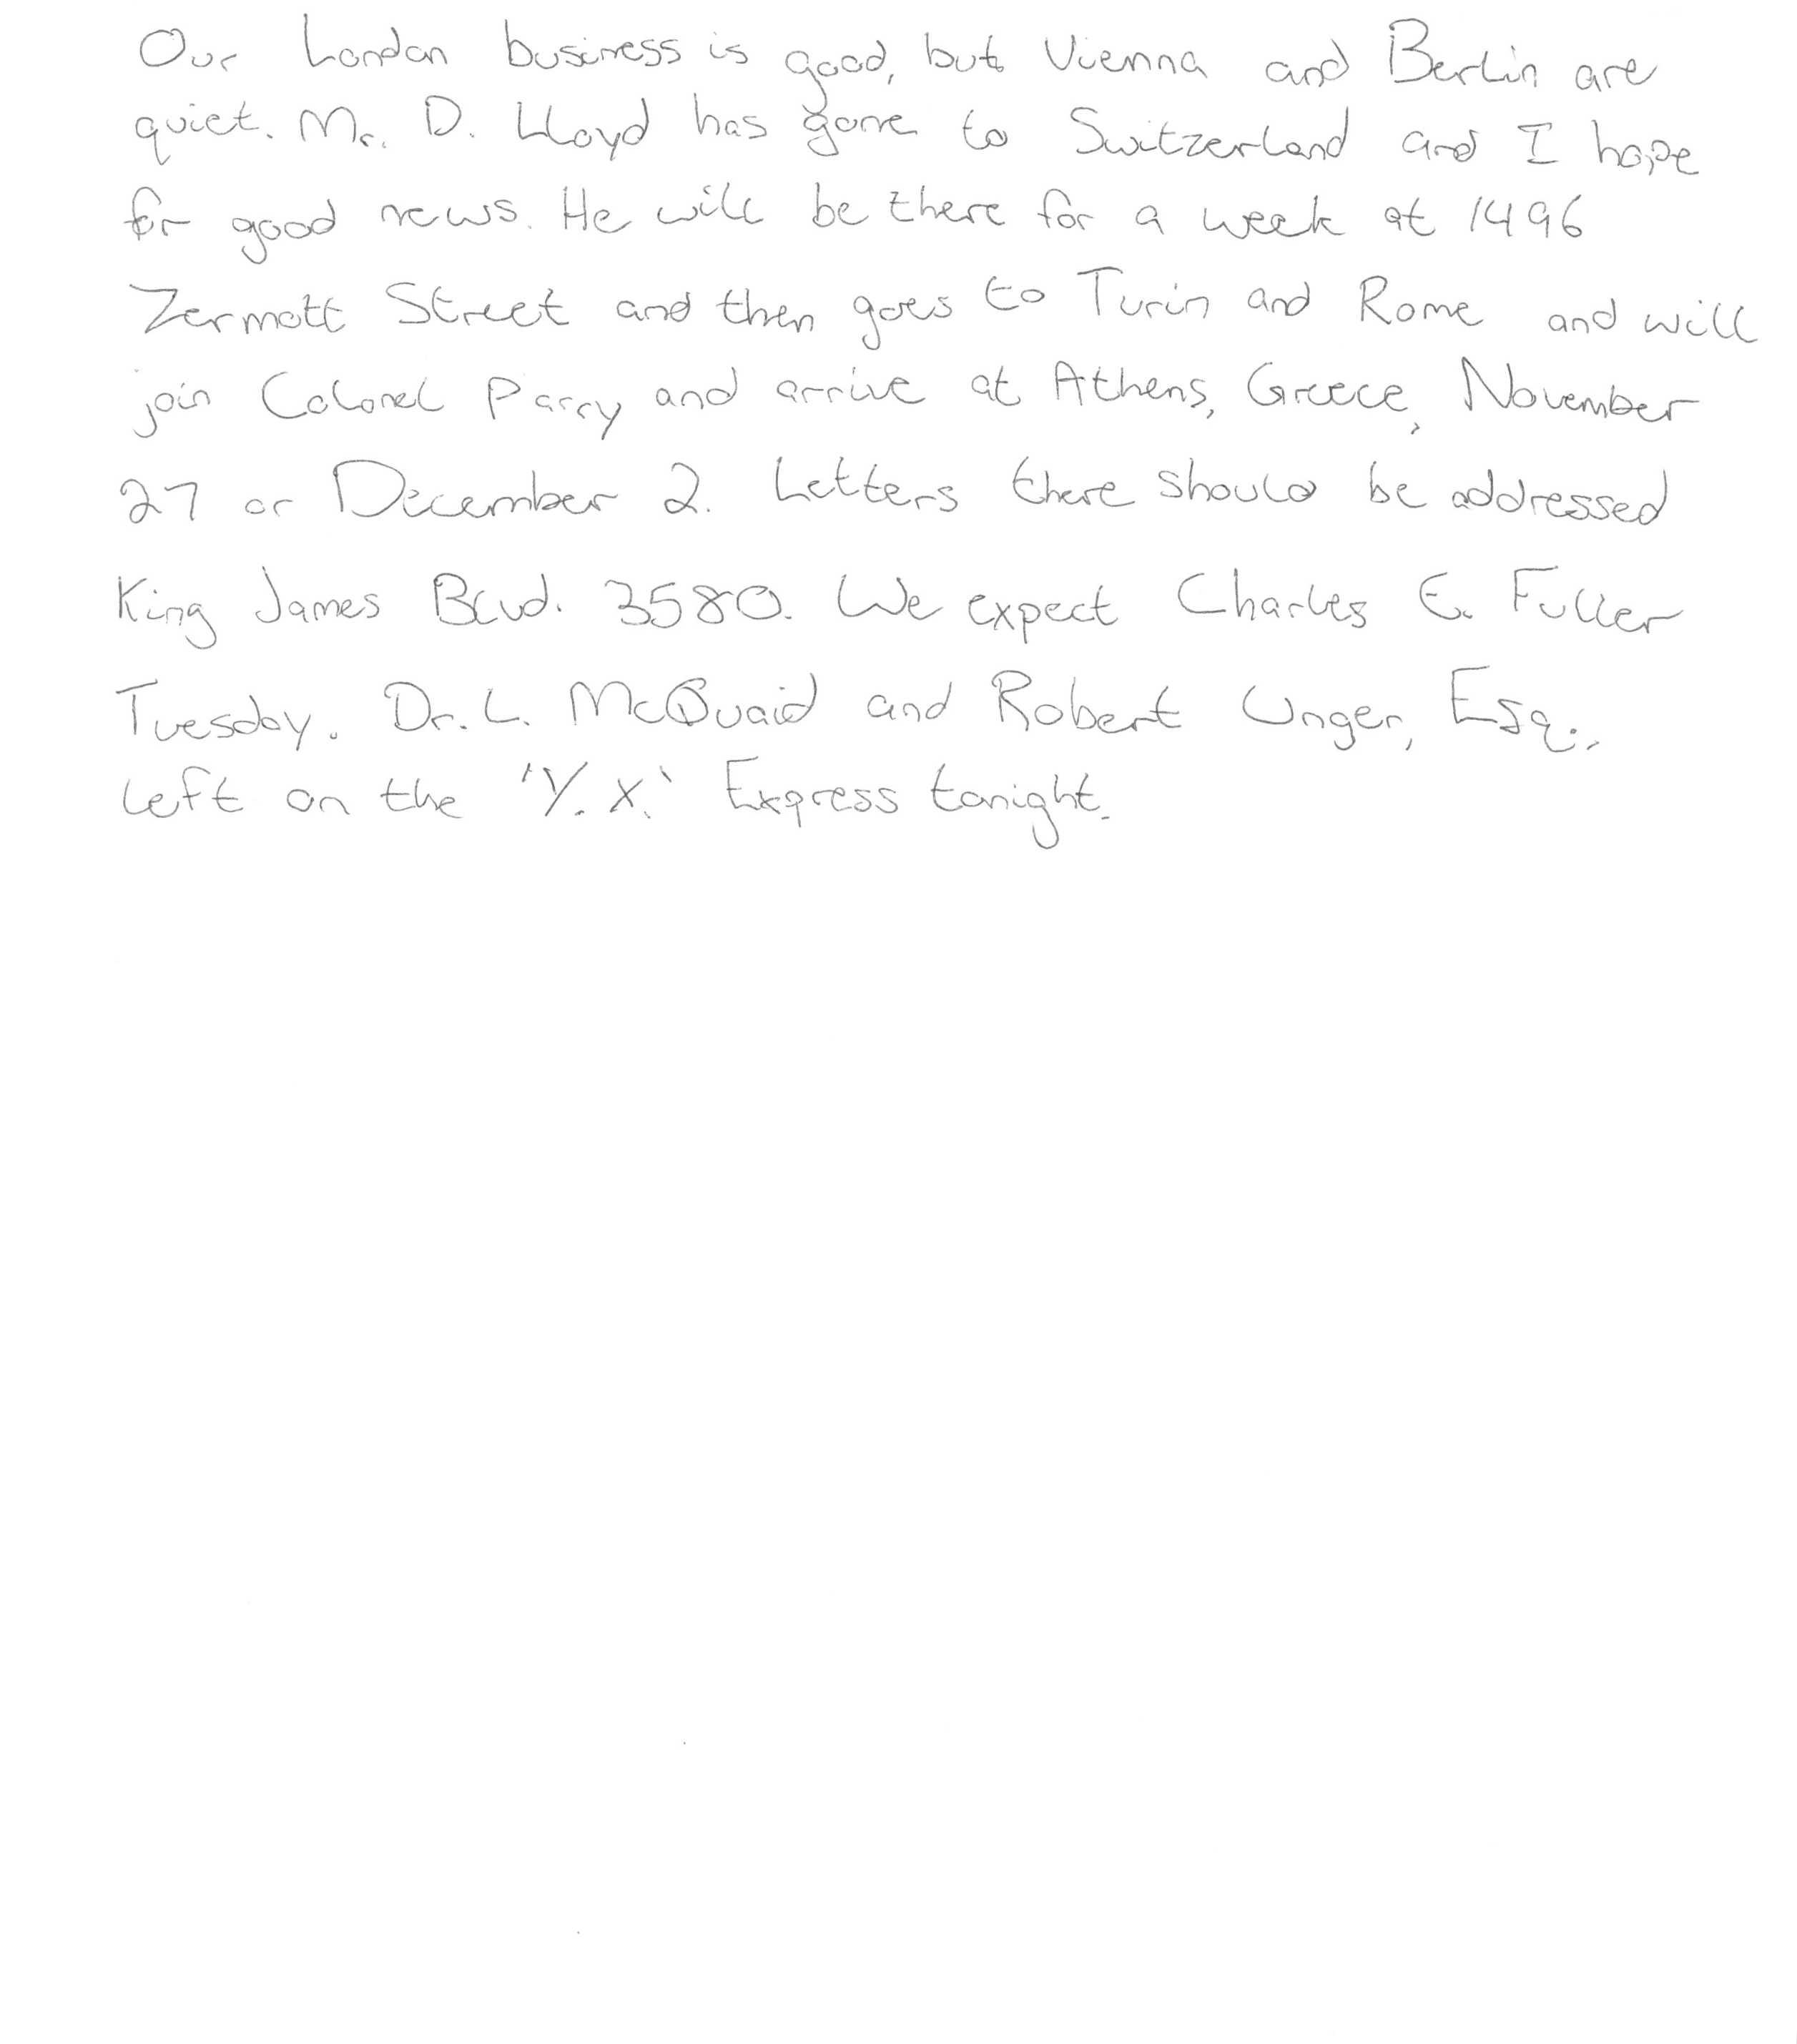 Our London business is good, but Vienna and Berlin are
quiet. Mr. D. Lloyd has gone to Switzerland and I hope
for good news. He will be there for a week at 1496
Zermott Street and then goes to Turin and Rome and will
join Colonel Parry and arrive at Athens, Greece, November
27 or December 2. Letters there should be addressed
King James Blvd. 3580. We expect Charles E. Fuller
Tuesday. Dr. L. McQuaid and Robert Unger, Esq.,
left on the 'Y. X.' Express tonight.